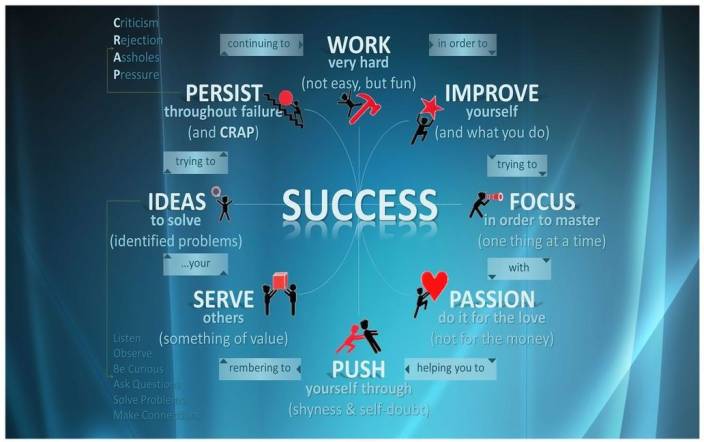 Criticism
Rejection
Assholes
Pressure
continuing to
WORK
very hard
(not easy, but fun)
in order to
PERSIST
throughout failure
(and CRAP)
IMPROVE
yourself
(and what you do)
trying to
trying to
IDEAS
to solve
(identified problems)
SUCCESS
FOCUS
in order to master
(one thing at a time)
...your
with
SERVE
others
(something of value)
PASSION
do it for the love
(not for the money)
Listen
Observe
Be Curious
Ask Questions
Solve Problems
Make Connections
rembering to
PUSH
yourself through
(shyness & self-doubt)
helping you to